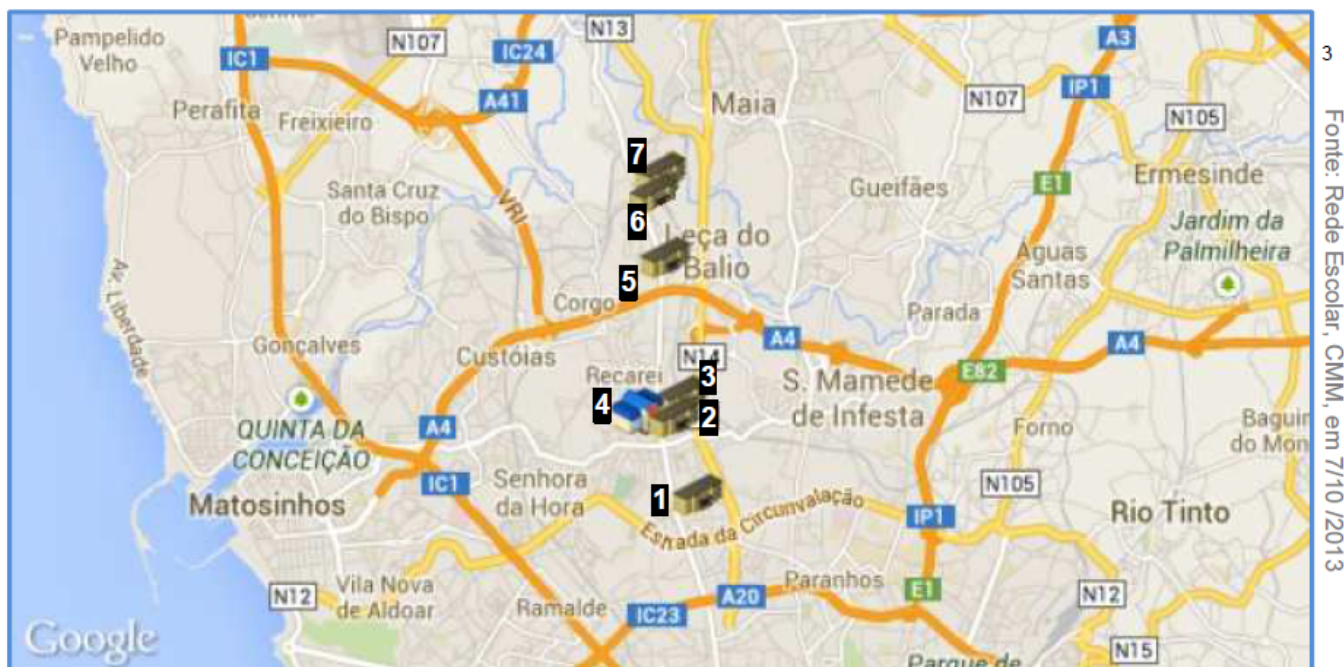 Pampelido
Velho
N107
N13
IC24
IC1
A3
Perafita
A41
Freixieiro
Maia
N107
IP1
N105
3
7
Santa Cruz
do Bispo
VRI
6
Gueifães
E1
Ermesinde
Jardim da
Palmilheira
Av. Liberdade
Leça do
Balio
5
Águas
Santas
Corgo
Parada
Gonçalves
Custóias
A4
A4
N14
Recarei
3
4
2
S. Mamede
de Infesta
E82
QUINTA DA
CONCEIÇÃO
A4
Forno
Baguim
do Mon
IC1
Matosinhos
Senhora
da Hora
1
Estrada da Circunvalação
N105
IP1
Rio Tinto
N12
Vila Nova
de Aldoar
Ramalde
IC23
A20
Paranhos
E1
N12
N15
Parque de
Google
Fonte: Rede Escolar, CMM, em 7/10 /2013